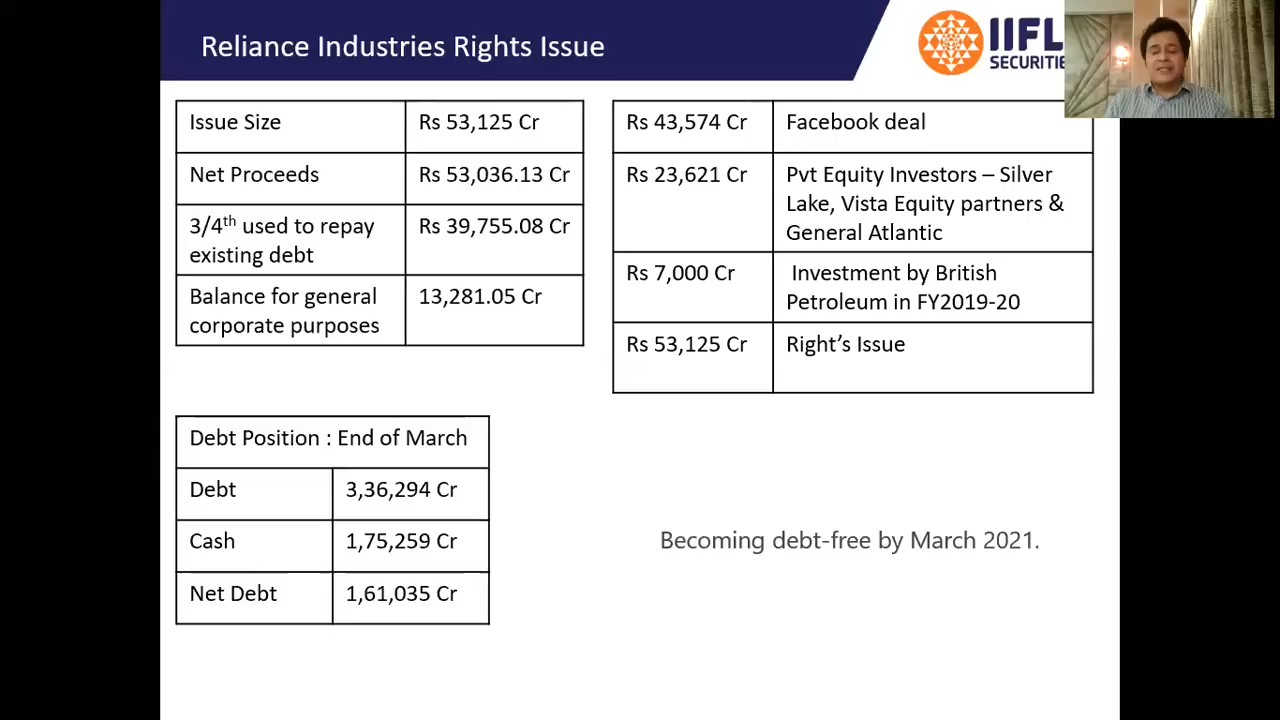 Reliance Industries Rights Issue
IIFL
SECURITIE
Issue Size Rs 53,125 Cr
Net Proceeds Rs 53,036.13 Cr
3/4th used to repay Rs 39,755.08 Cr
existing debt
Balance for general 13,281.05 Cr
corporate purposes
Rs 43,574 Cr Facebook deal
Rs 23,621 Cr Pvt Equity Investors – Silver
Lake, Vista Equity partners &
General Atlantic
Rs 7,000 Cr Investment by British
Petroleum in FY2019-20
Rs 53,125 Cr Right’s Issue
Debt Position : End of March
Debt 3,36,294 Cr
Cash 1,75,259 Cr
Net Debt 1,61,035 Cr
Becoming debt-free by March 2021.